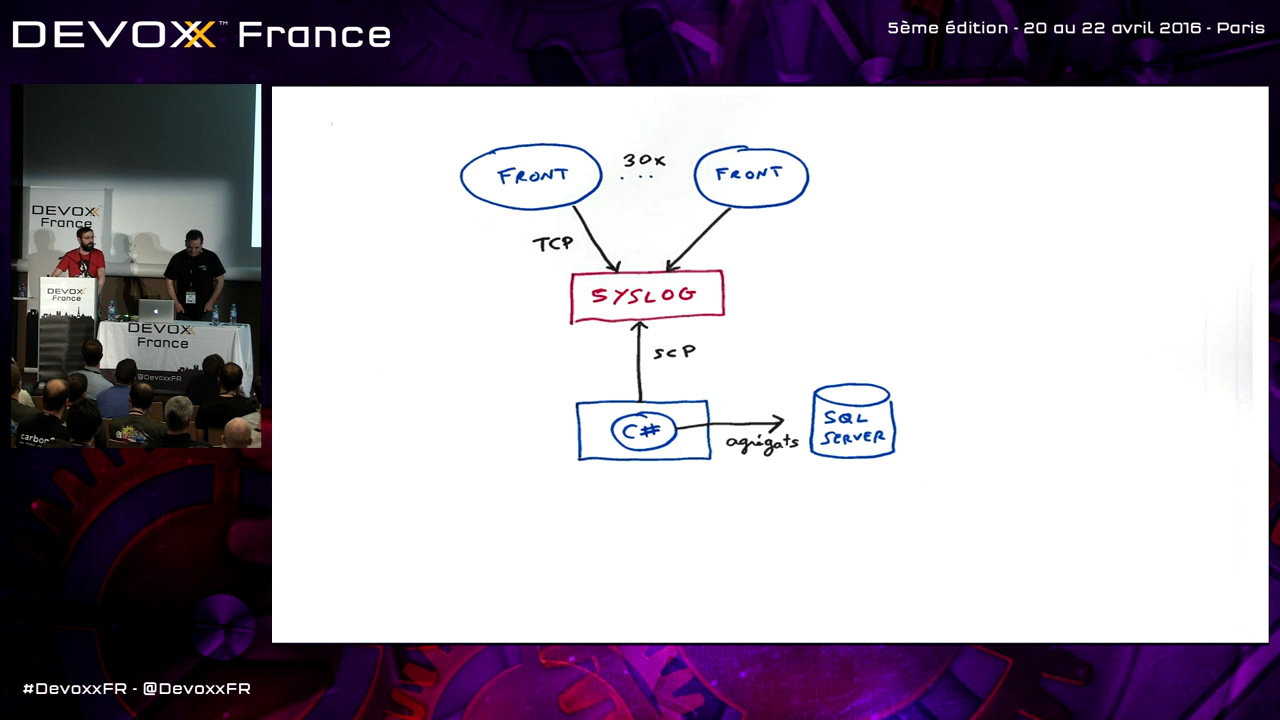 DEVOXX™ France
5ème édition - 20 au 22 avril 2016 - Paris
DEVOXX
France
DEVOXX
France
DEVOXX
France
@DevoxxFR
FRONT
30x
...
FRONT
TCP
SYSLOG
SCP
C#
agrégats
SQL
SERVER
#DevoxxFR - @DevoxxFR